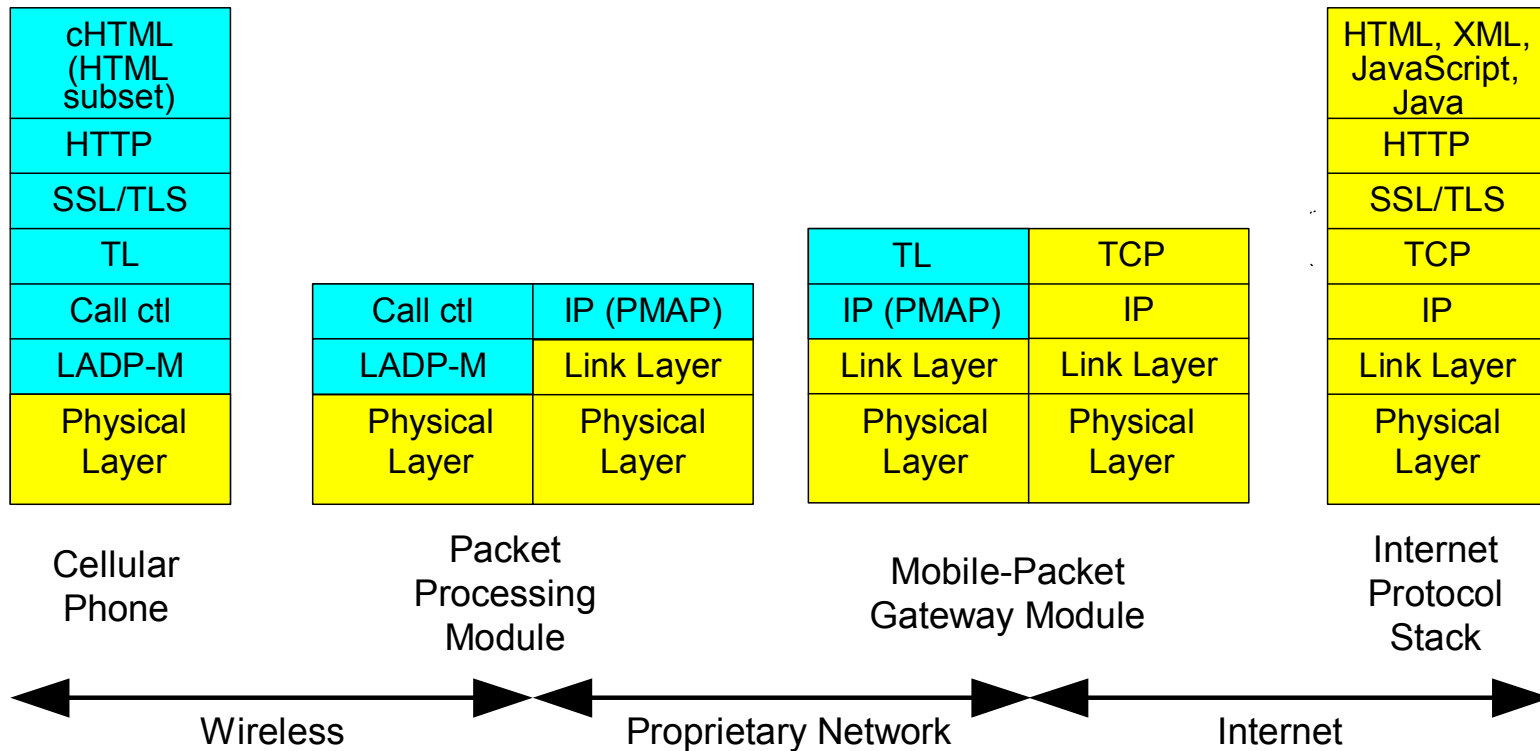 cHTML
(HTML
subset)
HTTP
SSL/TLS
TL
Call ctl
LADP-M
Physical
Layer
Cellular
Phone
Call ctl
IP (PMAP)
LADP-M
Link Layer
Physical
Layer
Physical
Layer
Packet
Processing
Module
TL
TCP
IP (PMAP)
IP
Link Layer
Link Layer
Physical
Layer
Physical
Layer
Mobile-Packet
Gateway Module
HTML, XML,
JavaScript,
Java
HTTP
SSL/TLS
TCP
IP
Link Layer
Physical
Layer
Internet
Protocol
Stack
Wireless
Proprietary Network
Internet